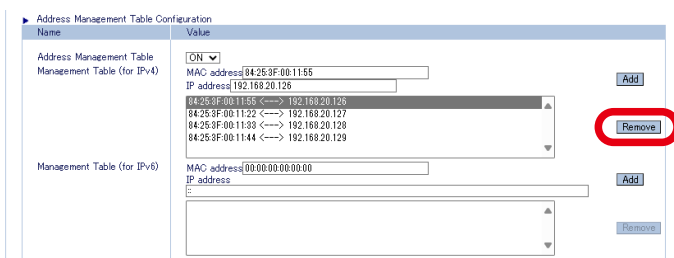 Address Management Table Configuration
Name Value
Address Management Table ON
Management Table (for IPv4) MAC address 84:25:3F:00:11:55
IP address 192.168.20.126
Add
84:25:3F:00:11:55 <---> 192.168.20.126
84:25:3F:00:11:22 <---> 192.168.20.127
84:25:3F:00:11:33 <---> 192.168.20.128
84:25:3F:00:11:44 <---> 192.168.20.129
Remove
Management Table (for IPv6) MAC address 00:00:00:00:00:00
IP address
Add
::
Remove